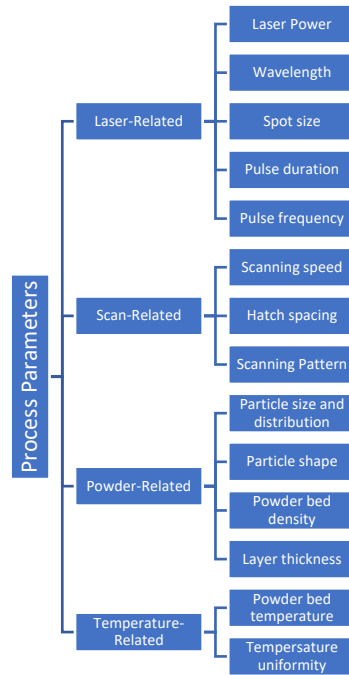 Process Parameters
Laser-Related
Laser Power
Wavelength
Spot size
Pulse duration
Pulse frequency
Scan-Related
Scanning speed
Hatch spacing
Scanning Pattern
Powder-Related
Particle size and
distribution
Particle shape
Powder bed
density
Layer thickness
Temperature-
Related
Powder bed
temperature
Tempersature
uniformity